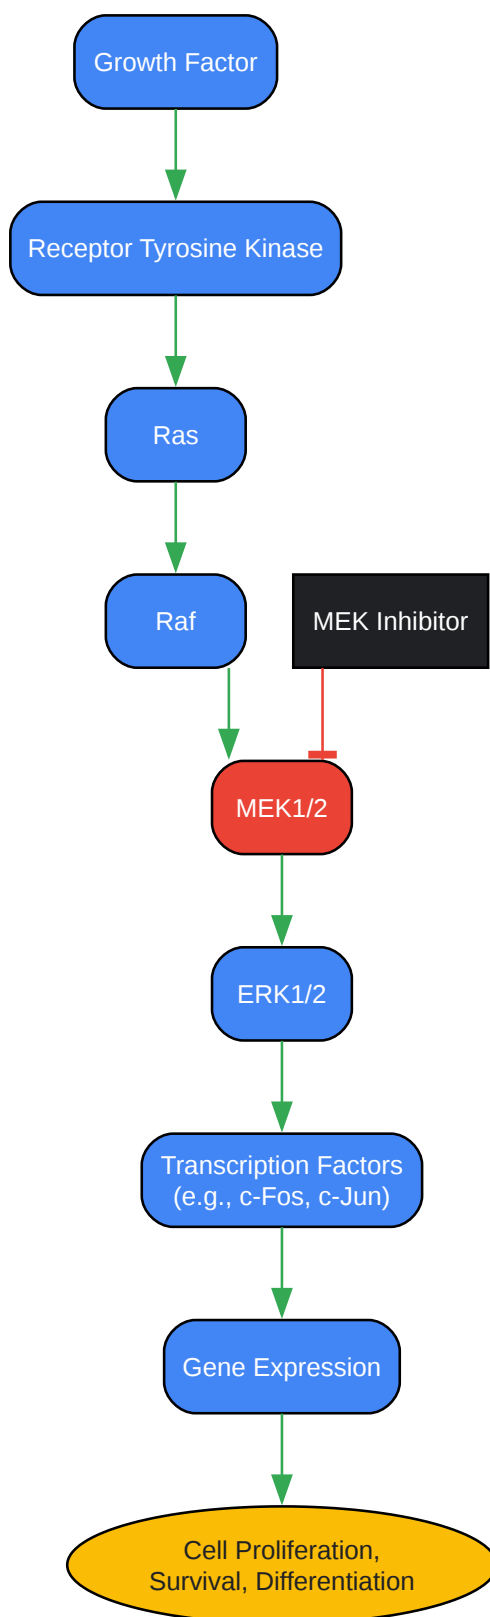 Growth Factor
Receptor Tyrosine Kinase
Ras
Raf
MEK Inhibitor
MEK1/2
ERK1/2
Transcription Factors
(e.g., c-Fos, c-Jun)
Gene Expression
Cell Proliferation,
Survival, Differentiation